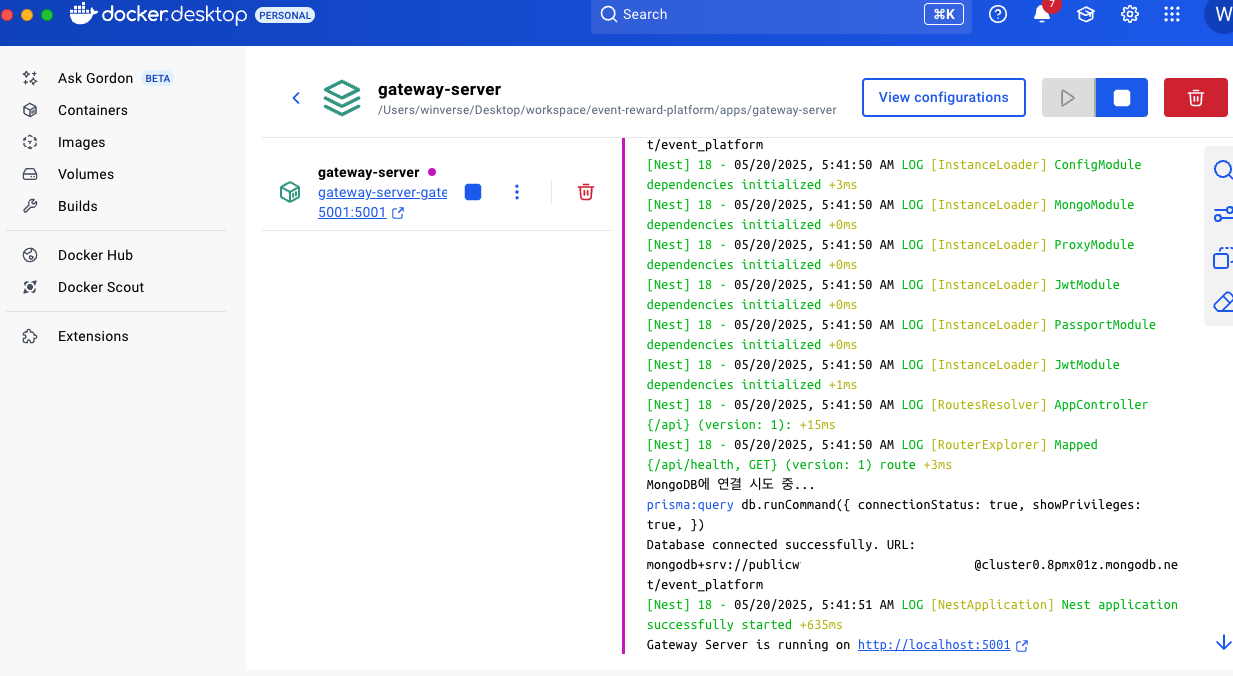 docker.desktop PERSONAL
Search
⌘K
7
W
Ask Gordon BETA
Containers
Images
Volumes
Builds
Docker Hub
Docker Scout
Extensions
gateway-server
/Users/winverse/Desktop/workspace/event-reward-platform/apps/gateway-server
View configurations
gateway-server
gateway-server-gate
5001:5001
t/event_platform
[Nest] 18 - 05/20/2025, 5:41:50 AM LOG [InstanceLoader] ConfigModule
dependencies initialized +3ms
[Nest] 18 - 05/20/2025, 5:41:50 AM LOG [InstanceLoader] MongoModule
dependencies initialized +0ms
[Nest] 18 - 05/20/2025, 5:41:50 AM LOG [InstanceLoader] ProxyModule
dependencies initialized +0ms
[Nest] 18 - 05/20/2025, 5:41:50 AM LOG [InstanceLoader] JwtModule
dependencies initialized +0ms
[Nest] 18 - 05/20/2025, 5:41:50 AM LOG [InstanceLoader] PassportModule
dependencies initialized +0ms
[Nest] 18 - 05/20/2025, 5:41:50 AM LOG [InstanceLoader] JwtModule
dependencies initialized +1ms
[Nest] 18 - 05/20/2025, 5:41:50 AM LOG [RoutesResolver] AppController
{/api} (version: 1): +15ms
[Nest] 18 - 05/20/2025, 5:41:50 AM LOG [RouterExplorer] Mapped
{/api/health, GET} (version: 1) route +3ms
MongoDB에 연결 시도 중...
prisma:query db.runCommand({ connectionStatus: true, showPrivileges:
true, })
Database connected successfully. URL:
mongodb+srv://publicw @cluster0.8pmx01z.mongodb.ne
t/event_platform
[Nest] 18 - 05/20/2025, 5:41:51 AM LOG [NestApplication] Nest application
successfully started +635ms
Gateway Server is running on http://localhost:5001